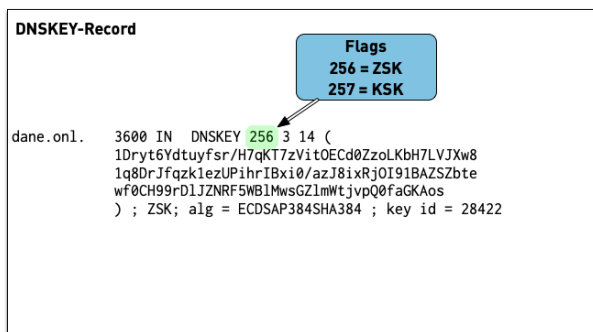 DNSKEY-Record
Flags
256 = ZSK
257 = KSK
dane.onl. 3600 IN DNSKEY 256 3 14 (
1Dryt6Ydtuyfsr/H7qKT7zVitOECd0ZzoLKbH7LVJXw8
1q8DrJfqzk1ezUPihrIBxi0/azJ8ixRjOI91BAZSZbte
wf0CH99rDlJZNRF5WBlMwsGZlmWtjvpQ0faGKAos
) ; ZSK; alg = ECDSAP384SHA384 ; key id = 28422